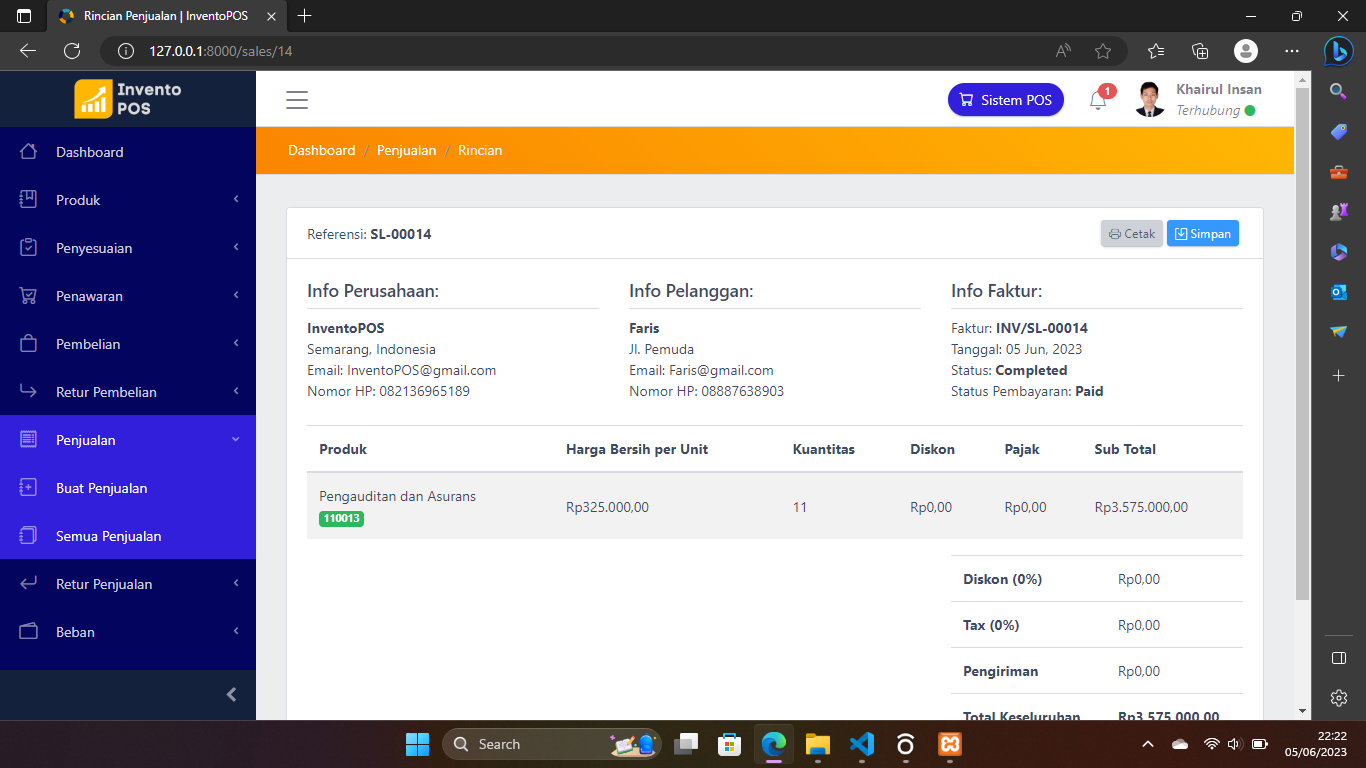 Rincian Penjualan | InventoPOS
127.0.0.1:8000/sales/14
Invento
POS
Sistem POS
1
Khairul Insan
Terhubung
Dashboard
Produk
Penyesuaian
Penawaran
Pembelian
Retur Pembelian
Penjualan
Buat Penjualan
Semua Penjualan
Retur Penjualan
Beban
Dashboard / Penjualan / Rincian
Referensi: SL-00014
Cetak
Simpan
Info Perusahaan:
InventoPOS
Semarang, Indonesia
Email: InventoPOS@gmail.com
Nomor HP: 082136965189
Info Pelanggan:
Faris
Jl. Pemuda
Email: Faris@gmail.com
Nomor HP: 08887638903
Info Faktur:
Faktur: INV/SL-00014
Tanggal: 05 Jun, 2023
Status: Completed
Status Pembayaran: Paid
Produk Harga Bersih per Unit Kuantitas Diskon Pajak Sub Total
Pengauditan dan Asurans
110013
Rp325.000,00 11 Rp0,00 Rp0,00 Rp3.575.000,00
Diskon (0%) Rp0,00
Tax (0%) Rp0,00
Pengiriman Rp0,00
Total Keseluruhan Rp3.575.000,00
Search
22:22
05/06/2023